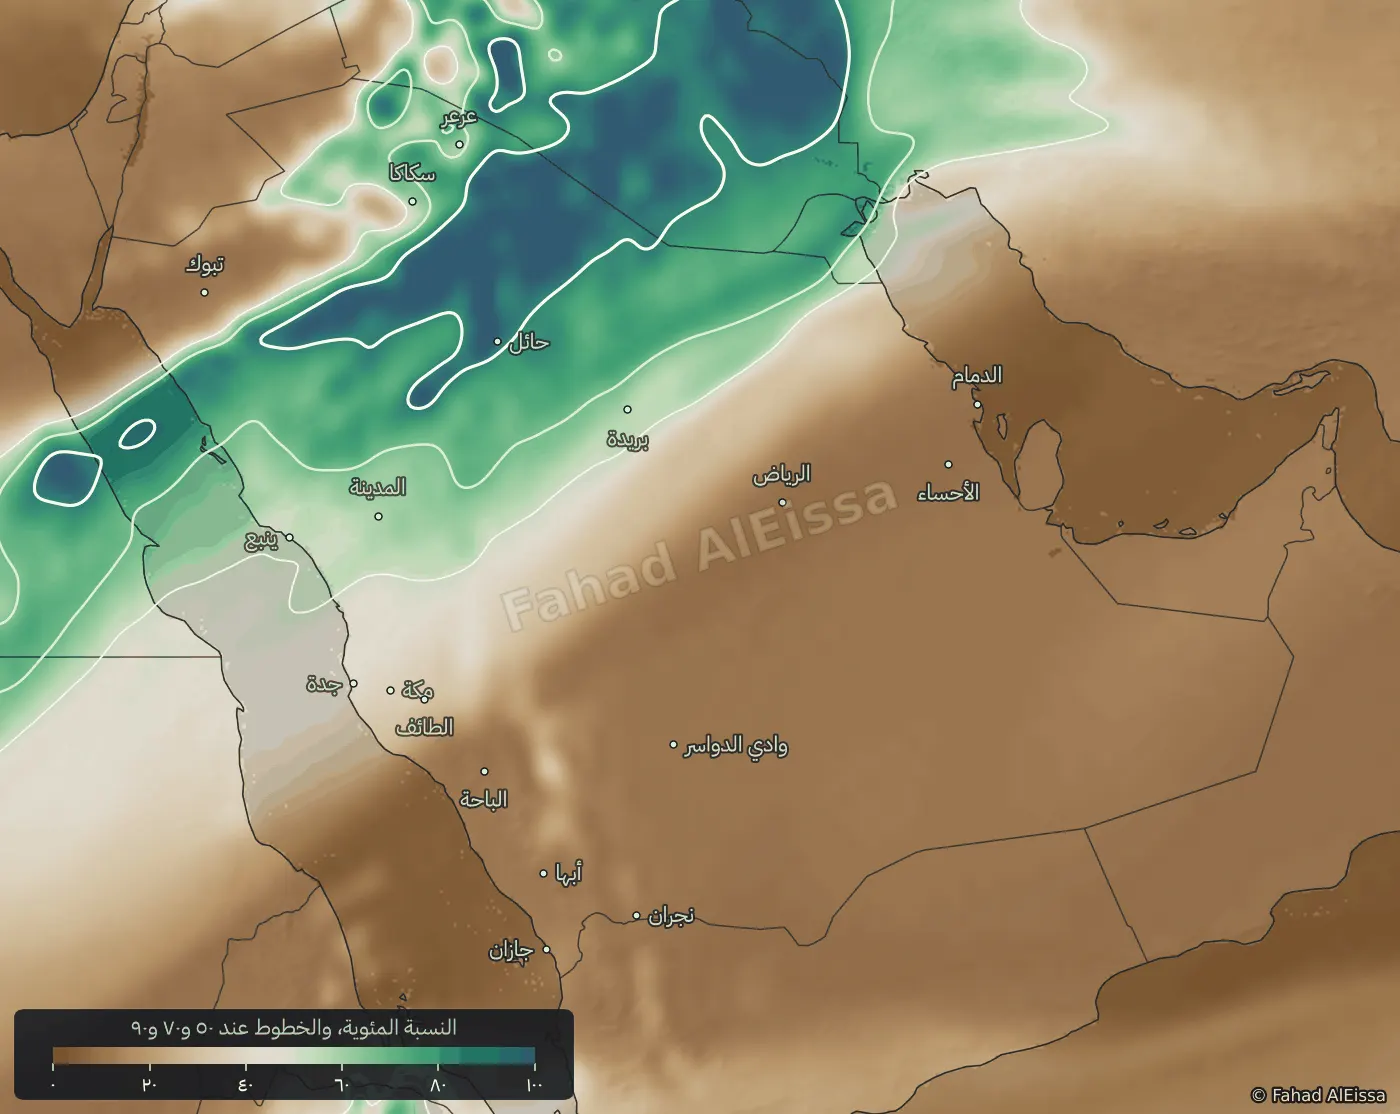 عرعر
سكاكا
تبوك
حائل
الدمام
بريدة
الرياض
الأحساء
المدينة
ينبع
Fahad AlEissa
جدة
مكة
الطائف
وادي الدواسر
الباحة
أبها
نجران
جازان
النسبة المئوية، والخطوط عند ٥٠ و٧٠ و٩٠
٠ ٢٠ ٤٠ ٦٠ ٨٠ ١٠٠
© Fahad AlEissa